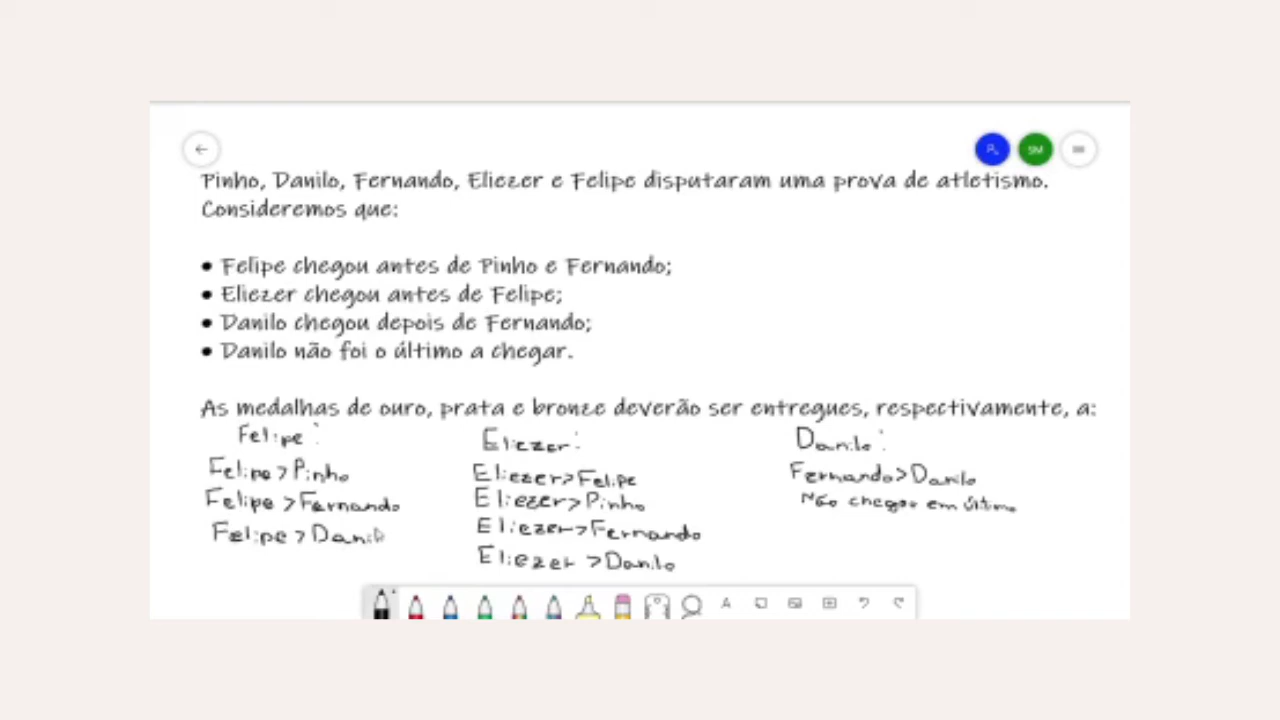 SM
Pinho, Danilo, Fernando, Eliezer e Felipe disputaram uma prova de atletismo.
Consideremos que:
• Felipe chegou antes de Pinho e Fernando;
• Eliezer chegou antes de Felipe;
• Danilo chegou depois de Fernando;
• Danilo não foi o último a chegar.
As medalhas de ouro, prata e bronze deverão ser entregues, respectivamente, a:
Felipe:
Felipe > Pinho
Felipe > Fernando
Felipe > Danilo
Eliezer:
Eliezer > Felipe
Eliezer > Pinho
Eliezer > Fernando
Eliezer > Danilo
Danilo:
Fernando > Danilo
Não chegou em último
A